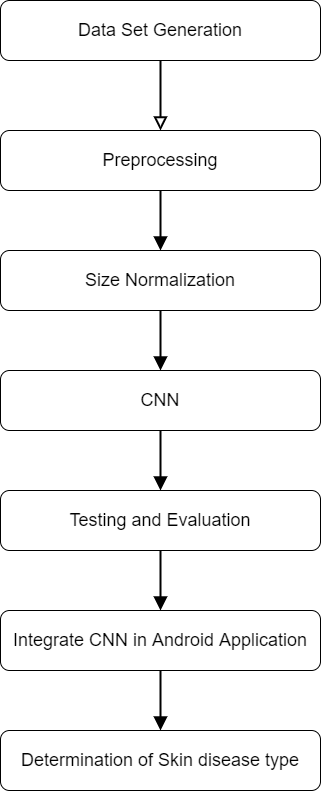 Data Set Generation
Preprocessing
Size Normalization
CNN
Testing and Evaluation
Integrate CNN in Android Application
Determination of Skin disease type